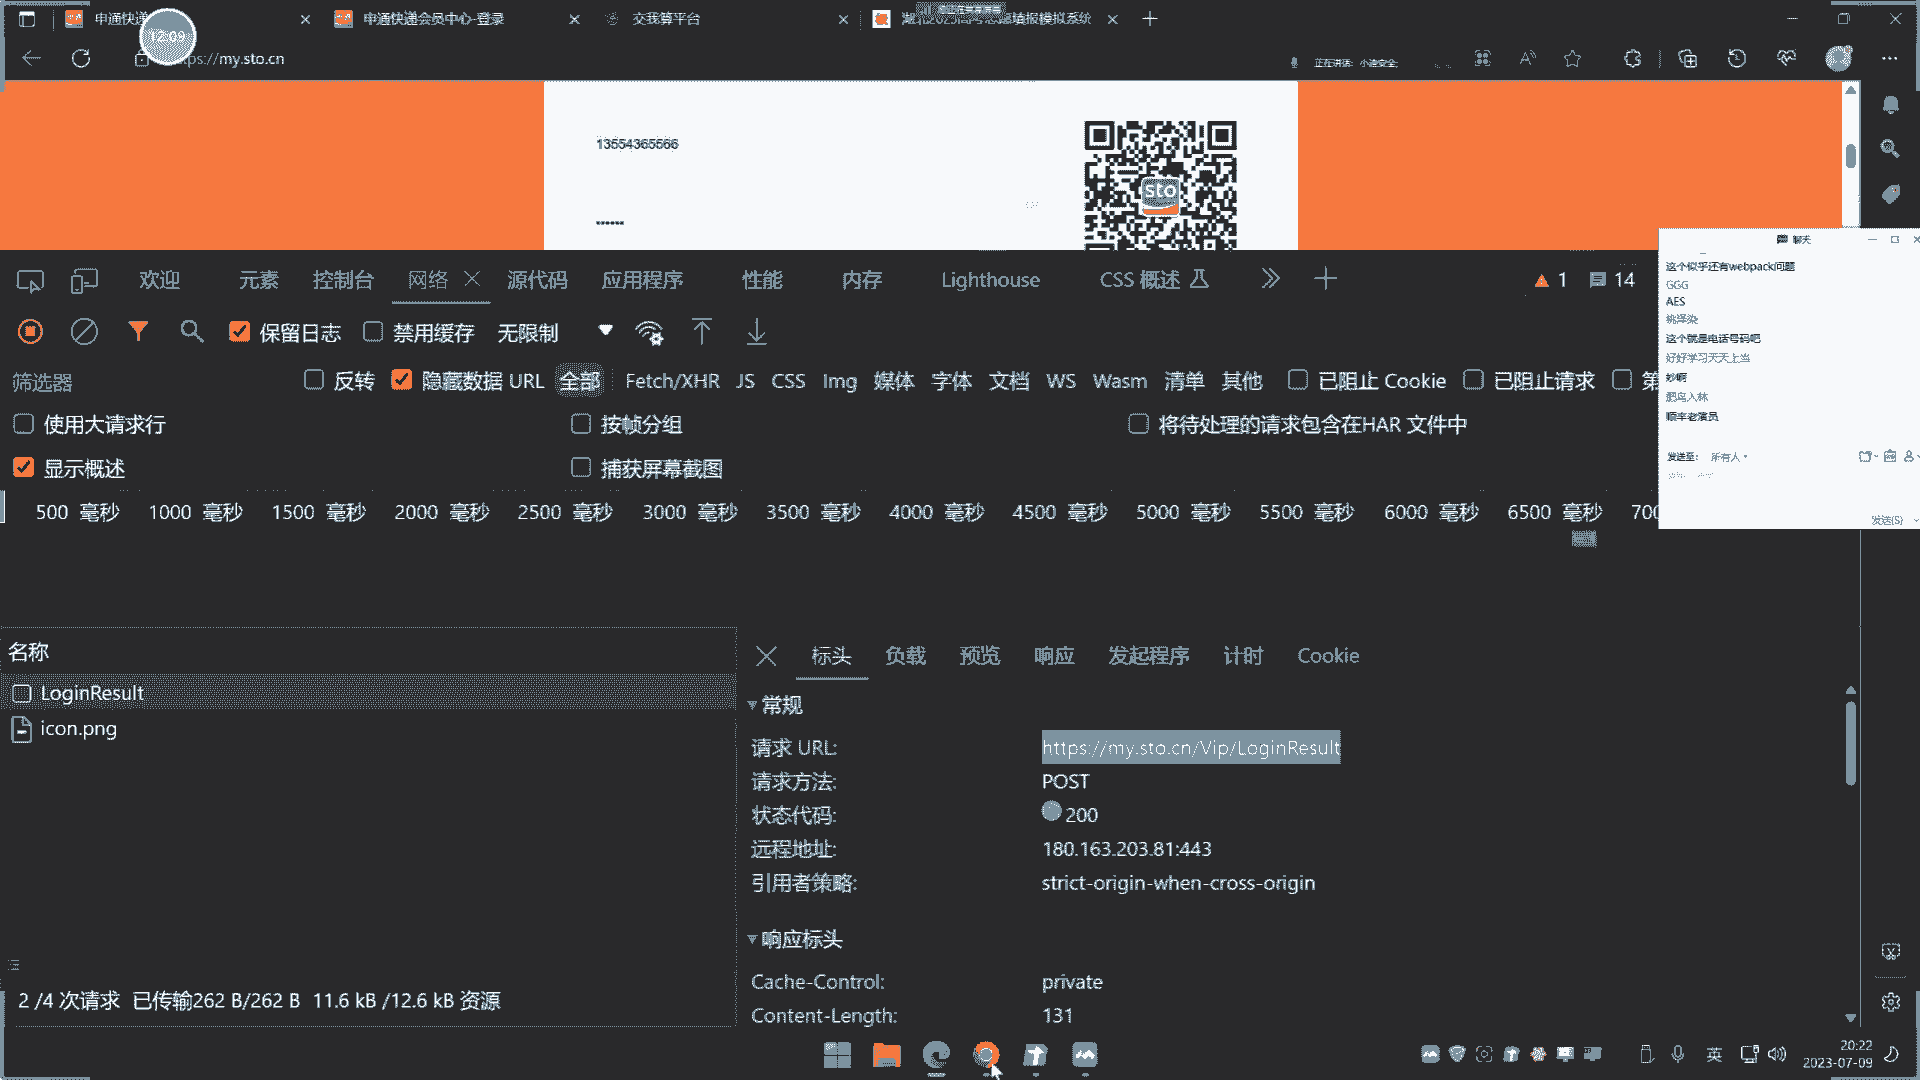 申通快递
申通快递会员中心-登录
交我算平台
12:09
ps://my.sto.cn
正在讲话: 小迪安全;
13554365566
••••••
sto
欢迎
元素
控制台
网络
源代码
应用程序
性能
内存
Lighthouse
CSS 概述
1
14
保留日志
禁用缓存
无限制
筛选器
反转
隐藏数据 URL
全部
Fetch/XHR
JS
CSS
Img
媒体
字体
文档
WS
Wasm
清单
其他
已阻止 Cookie
已阻止请求
第
使用大请求行
按帧分组
将待处理的请求包含在HAR 文件中
显示概述
捕获屏幕截图
500 毫秒
1000 毫秒
1500 毫秒
2000 毫秒
2500 毫秒
3000 毫秒
3500 毫秒
4000 毫秒
4500 毫秒
5000 毫秒
5500 毫秒
6000 毫秒
6500 毫秒
700
聊天
这个似乎还有webpack问题
GGG
AES
这个就是电话号码吧
好好学习天天上当
妙啊
顺丰老演员
发送至:
所有人
发送(S)
名称
LoginResult
icon.png
2 /4 次请求
已传输262 B/262 B
11.6 kB /12.6 kB 资源
标头
负载
预览
响应
发起程序
计时
Cookie
常规
请求 URL:
https://my.sto.cn/Vip/LoginResult
请求方法:
POST
状态代码:
200
远程地址:
180.163.203.81:443
引用者策略:
strict-origin-when-cross-origin
响应标头
Cache-Control:
private
Content-Length:
131
英
20:22
2023-07-09